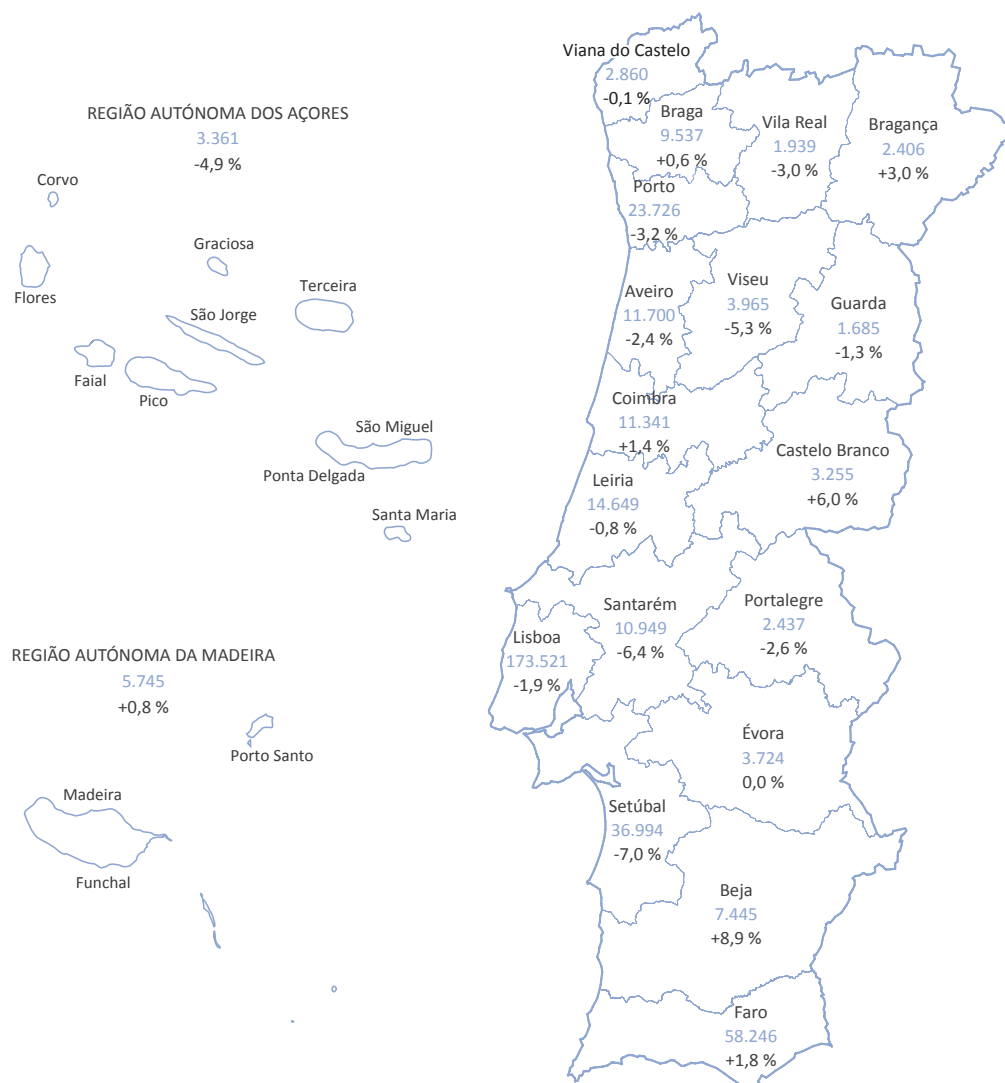 Viana do Castelo
2.860
-0,1 %
Braga
9.537
+0,6 %
Vila Real
1.939
-3,0 %
Bragança
2.406
+3,0 %
Porto
23.726
-3,2 %
Aveiro
11.700
-2,4 %
Viseu
3.965
-5,3 %
Guarda
1.685
-1,3 %
Coimbra
11.341
+1,4 %
Castelo Branco
3.255
+6,0 %
Leiria
14.649
-0,8 %
Santarém
10.949
-6,4 %
Portalegre
2.437
-2,6 %
Lisboa
173.521
-1,9 %
Évora
3.724
0,0 %
Setúbal
36.994
-7,0 %
Beja
7.445
+8,9 %
Faro
58.246
+1,8 %
REGIÃO AUTÓNOMA DOS AÇORES
3.361
-4,9 %
Corvo
Graciosa
Flores
Terceira
São Jorge
Faial
Pico
São Miguel
Ponta Delgada
Santa Maria
REGIÃO AUTÓNOMA DA MADEIRA
5.745
+0,8 %
Porto Santo
Madeira
Funchal